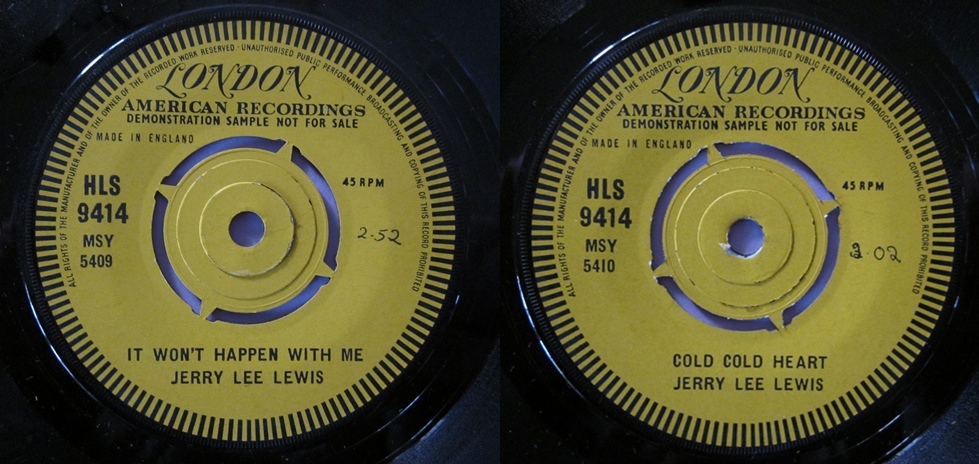 ALL RIGHTS OF THE MANUFACTURER AND OF THE OWNER OF THE RECORDED WORK RESERVED · UNAUTHORISED PUBLIC PERFORMANCE BROADCASTING AND COPYING OF THIS RECORD PROHIBITED
LONDON
AMERICAN RECORDINGS
DEMONSTRATION SAMPLE NOT FOR SALE
MADE IN ENGLAND
HLS
9414
MSY
5409
45 RPM
2-52
IT WON'T HAPPEN WITH ME
JERRY LEE LEWIS
ALL RIGHTS OF THE MANUFACTURER AND OF THE OWNER OF THE RECORDED WORK RESERVED · UNAUTHORISED PUBLIC PERFORMANCE BROADCASTING AND COPYING OF THIS RECORD PROHIBITED
LONDON
AMERICAN RECORDINGS
DEMONSTRATION SAMPLE NOT FOR SALE
MADE IN ENGLAND
HLS
9414
MSY
5410
45 RPM
3·02
COLD COLD HEART
JERRY LEE LEWIS